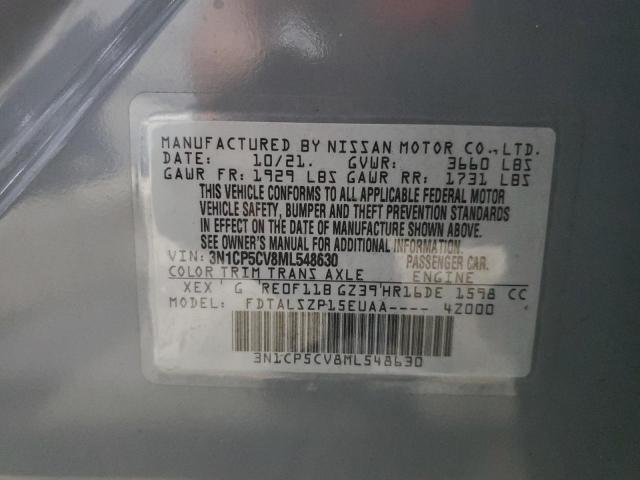 MANUFACTURED BY NISSAN MOTOR CO.,LTD.
DATE: 10/21. GVWR: 3660 LBS
GAWR FR: 1929 LBS GAWR RR: 1731 LBS
THIS VEHICLE CONFORMS TO ALL APPLICABLE FEDERAL MOTOR
VEHICLE SAFETY, BUMPER AND THEFT PREVENTION STANDARDS
IN EFFECT ON THE DATE OF MANUFACTURE SHOWN ABOVE.
SEE OWNER'S MANUAL FOR ADDITIONAL INFORMATION.
VIN: 3N1CP5CV8ML548630 PASSENGER CAR.
COLOR TRIM TRANS AXLE ENGINE
XEX G RE0F11B GZ39 HR16DE 1598 CC
MODEL: FDTALSZP15EUAA---- 4Z000
3N1CP5CV8ML548630